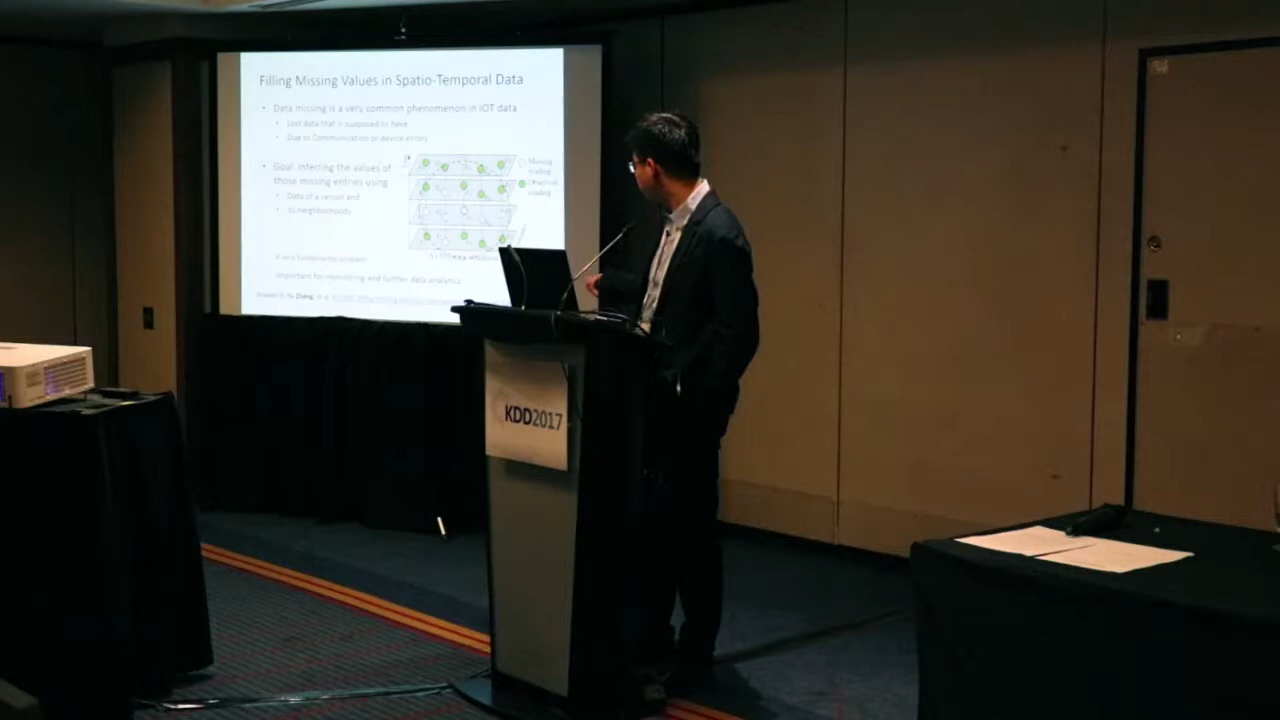 Filling Missing Values in Spatio-Temporal Data
• Data missing is a very common phenomenon in IOT data
• Lost data that is supposed to have
• Due to Communication or device errors
• Goal: Inferring the values of
those missing entries using
• Data of a sensor and
• its neighborhoods
Missing
reading
Observed
reading
A very fundamental problem
Important for monitoring and further data analytics
Yu Zheng,
KDD2017